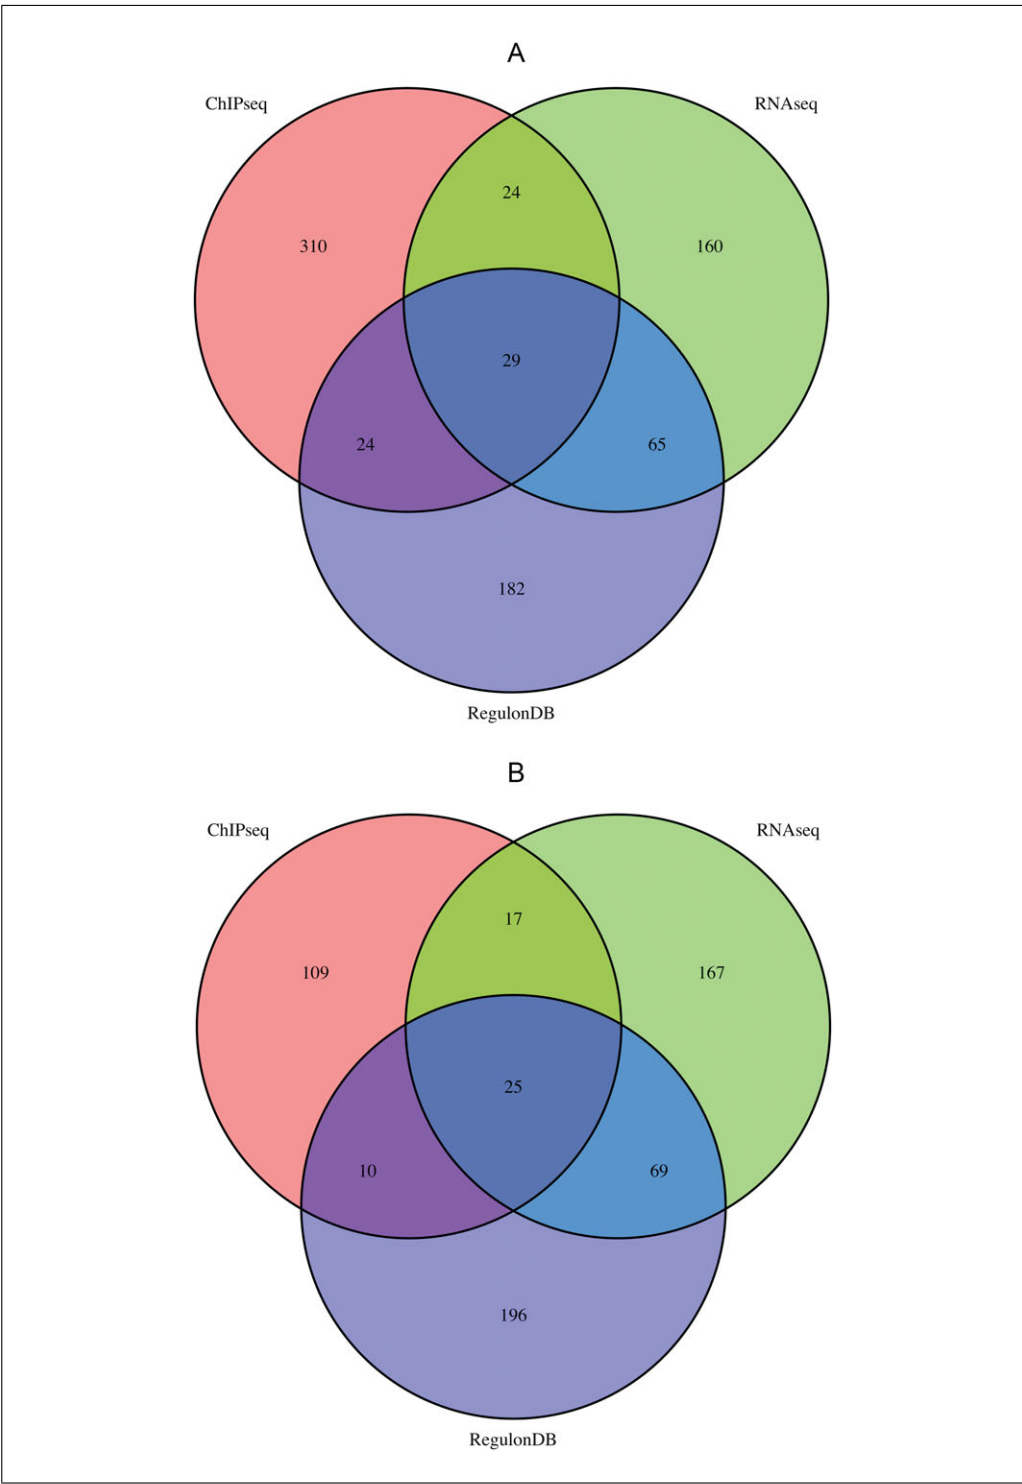 A
ChIPseq
RNAseq
24
310
160
29
24
65
182
RegulonDB
B
ChIPseq
RNAseq
17
109
167
25
10
69
196
RegulonDB